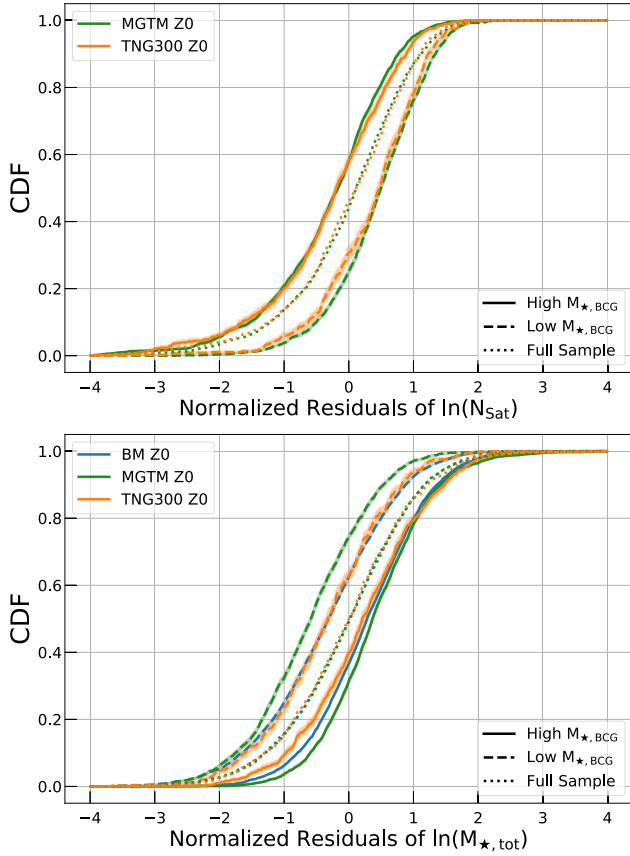 MGTM Z0
TNG300 Z0
1.0
0.8
0.6
0.4
0.2
0.0
CDF
High M★,BCG
Low M★,BCG
Full Sample
−4 −3 −2 −1 0 1 2 3 4
Normalized Residuals of ln(NSat)
BM Z0
MGTM Z0
TNG300 Z0
1.0
0.8
0.6
0.4
0.2
0.0
CDF
High M★,BCG
Low M★,BCG
Full Sample
−4 −3 −2 −1 0 1 2 3 4
Normalized Residuals of ln(M★,tot)